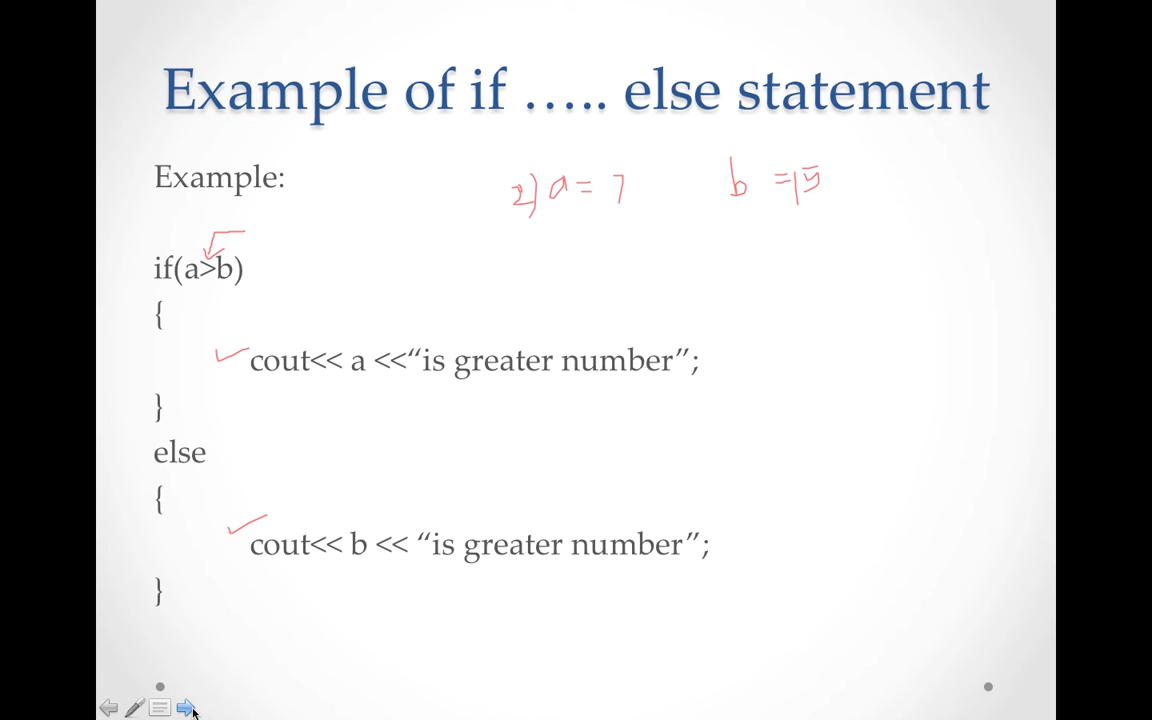 Example of if ..... else statement
Example:
2) a = 7 b = 15
if(a>b)
{
cout<< a <<“is greater number”;
}
else
{
cout<< b << “is greater number”;
}